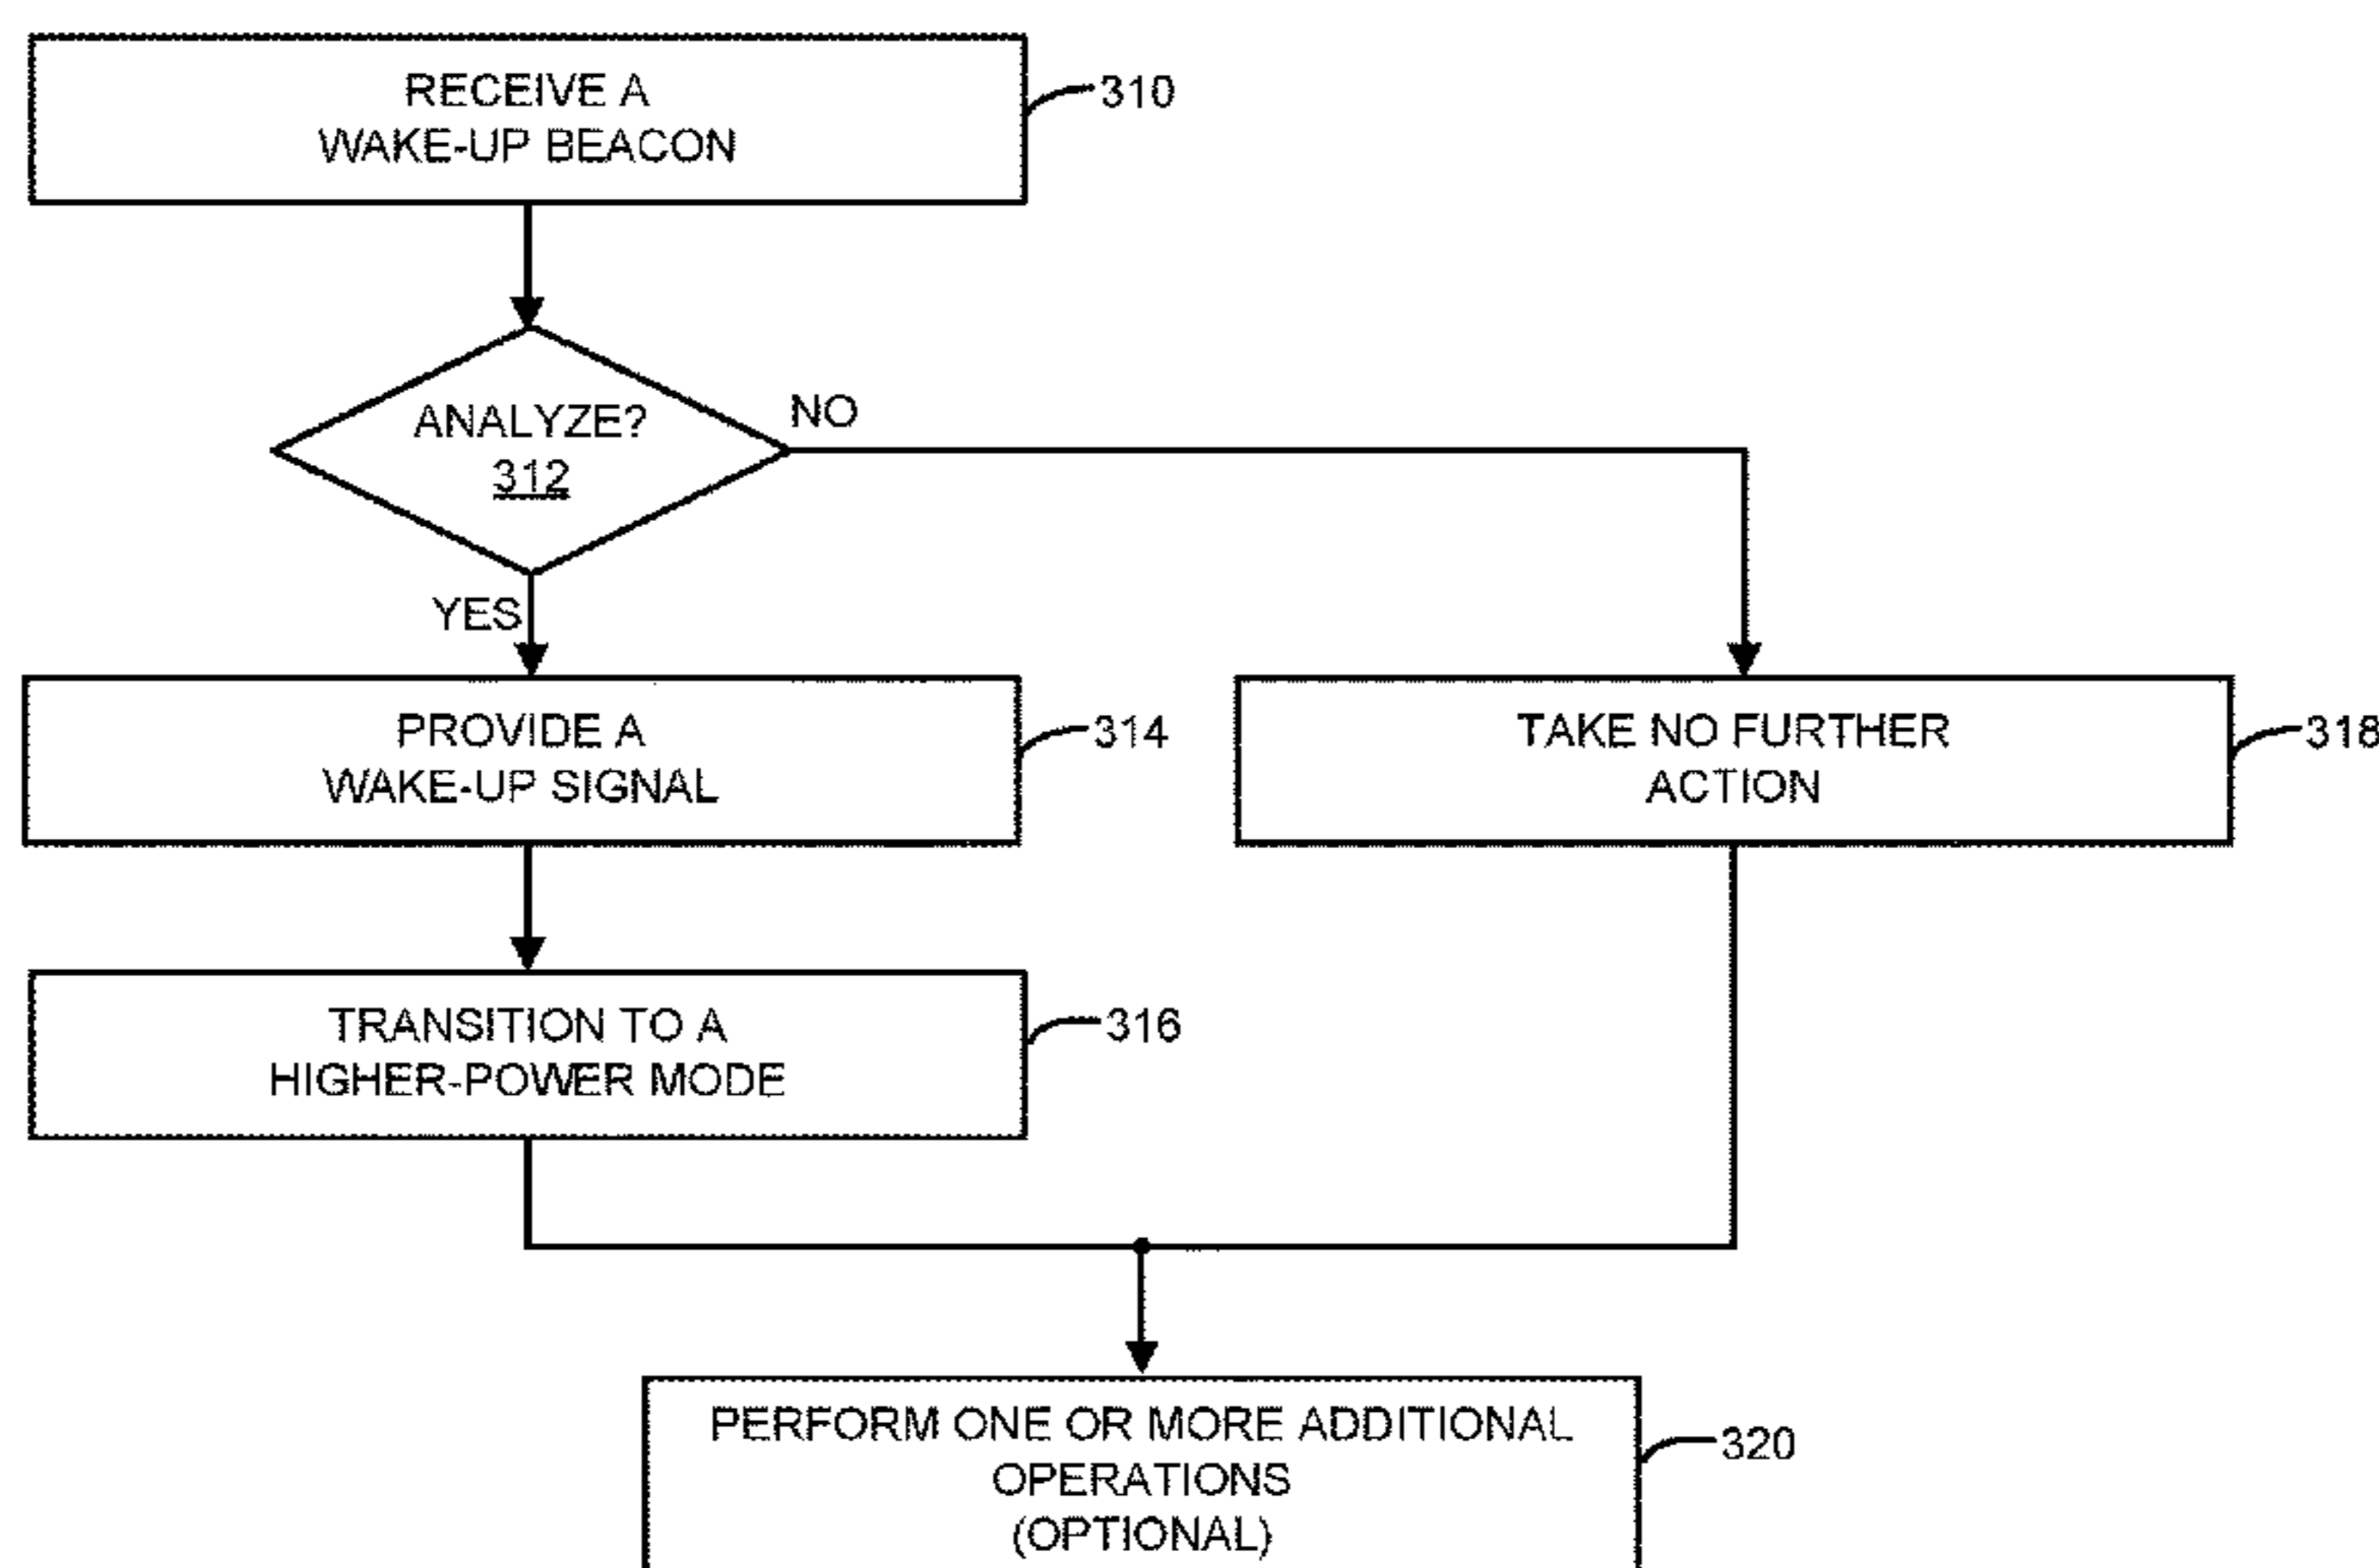 RECEIVE A
WAKE-UP BEACON
310
ANALYZE?
312
NO
YES
PROVIDE A
WAKE-UP SIGNAL
314
TAKE NO FURTHER
ACTION
318
TRANSITION TO A
HIGHER-POWER MODE
316
PERFORM ONE OR MORE ADDITIONAL
OPERATIONS
(OPTIONAL)
320